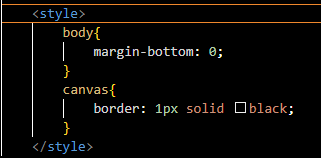 <style>
body{
margin-bottom: 0;
}
canvas{
border: 1px solid black;
}
</style>